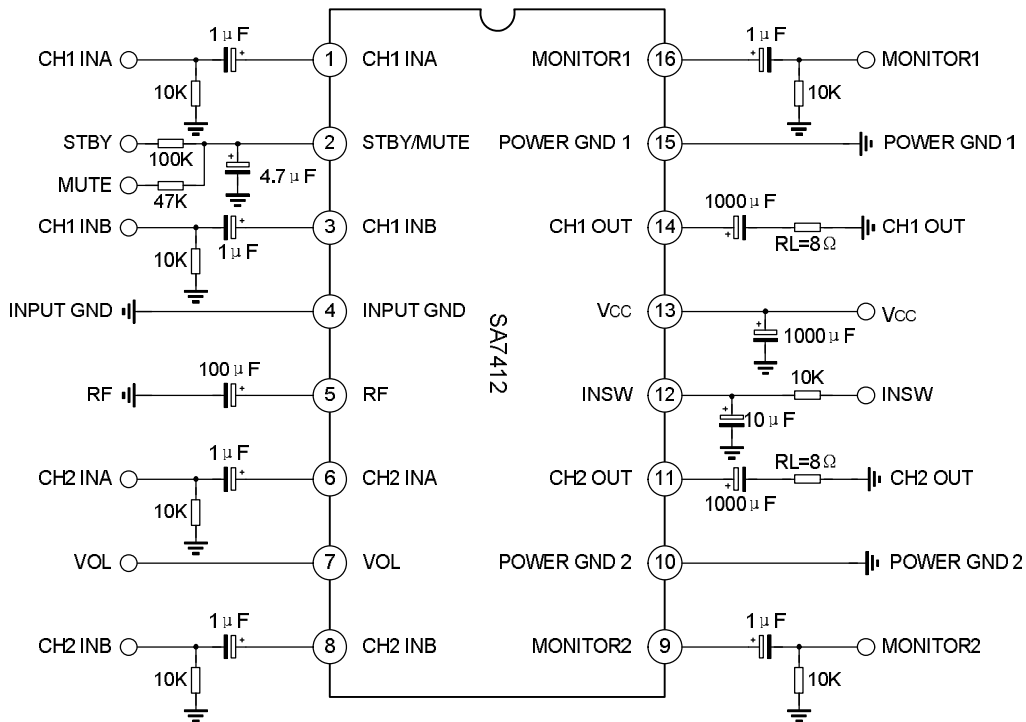 1μF
CH1 INA
10K
1
CH1 INA
STBY
100K
MUTE
47K
4.7μF
2
STBY/MUTE
CH1 INB
10K
1μF
3
CH1 INB
INPUT GND
4
INPUT GND
100μF
RF
5
RF
1μF
CH2 INA
10K
6
CH2 INA
VOL
7
VOL
1μF
CH2 INB
10K
8
CH2 INB
SA7412
1μF
MONITOR1
16
MONITOR1
10K
POWER GND 1
15
POWER GND 1
1000μF
CH1 OUT
14
RL=8Ω
CH1 OUT
VCC
13
VCC
1000μF
10K
INSW
12
INSW
10μF
RL=8Ω
CH2 OUT
11
CH2 OUT
1000μF
POWER GND 2
10
POWER GND 2
1μF
MONITOR2
9
MONITOR2
10K